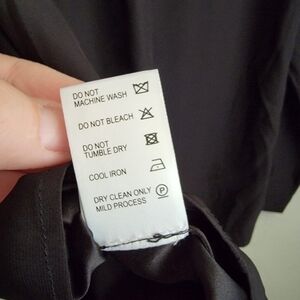 DO NOT
MACHINE WASH
DO NOT BLEACH
DO NOT
TUMBLE DRY
COOL IRON
DRY CLEAN ONLY
MILD PROCESS
P